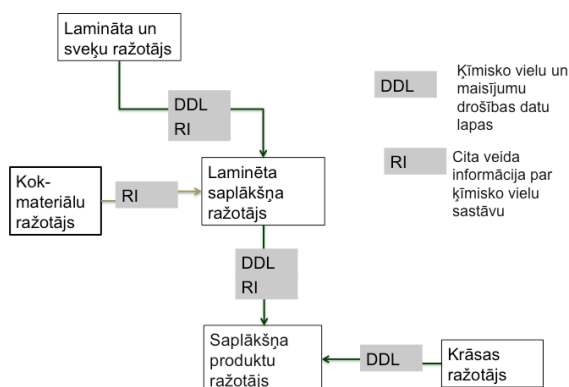 Lamināta un
sveķu ražotājs
DDL
RI
Kok-
materiālu
ražotājs
RI
Laminēta
saplākšņa
ražotājs
DDL
RI
Saplākšņa
produktu
ražotājs
DDL
Krāsas
ražotājs
DDL
Ķīmisko vielu un
maisījumu
drošības datu
lapas
RI
Cita veida
informācija par
ķīmisko vielu
sastāvu